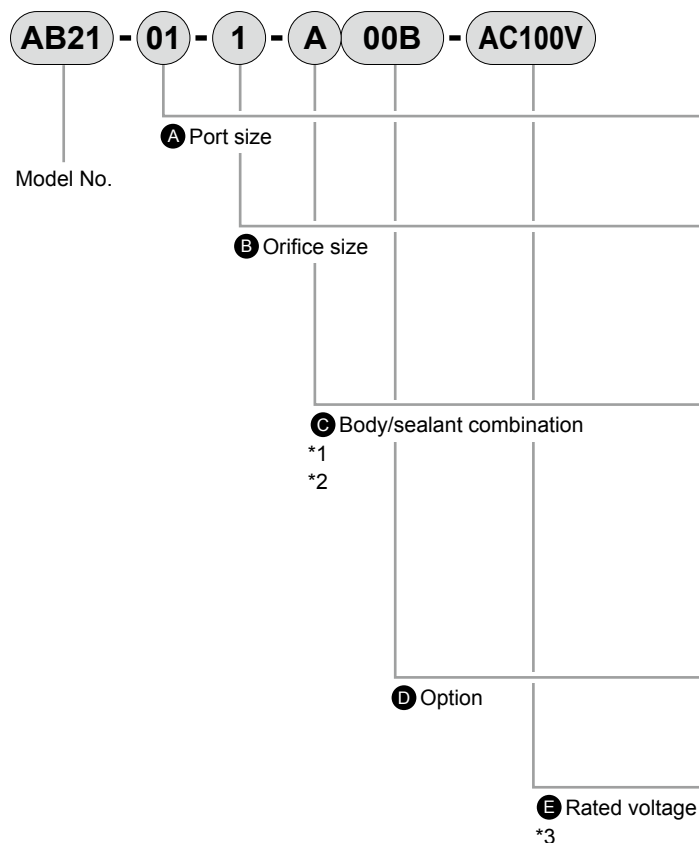 AB21 - 01 - 1 - A 00B - AC100V
A Port size
Model No.
B Orifice size
C Body/sealant combination
*1
*2
D Option
E Rated voltage
*3